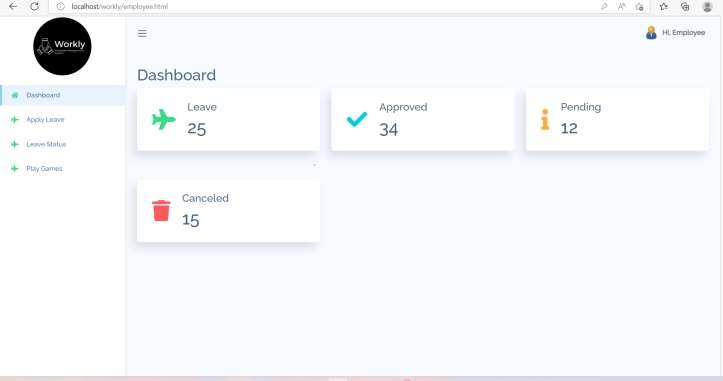 localhost/workly/employee.html
Workly
Hi, Employee
Dashboard
Apply Leave
Leave Status
Play Games
Dashboard
Leave
25
Approved
34
Pending
12
Canceled
15